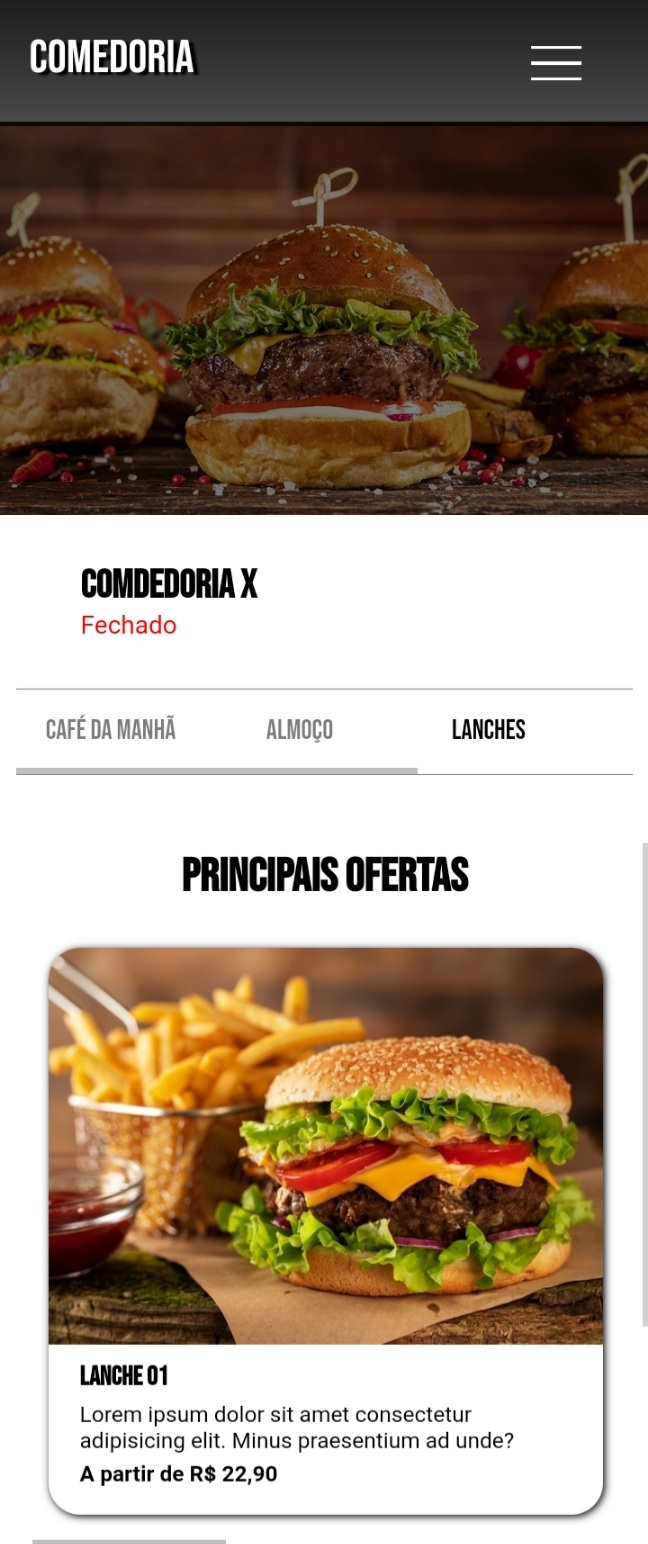 COMEDORIA
COMDEDORIA X
Fechado
CAFÉ DA MANHÃ ALMOÇO LANCHES
PRINCIPAIS OFERTAS
LANCHE 01
Lorem ipsum dolor sit amet consectetur
adipisicing elit. Minus praesentium ad unde?
A partir de R$ 22,90